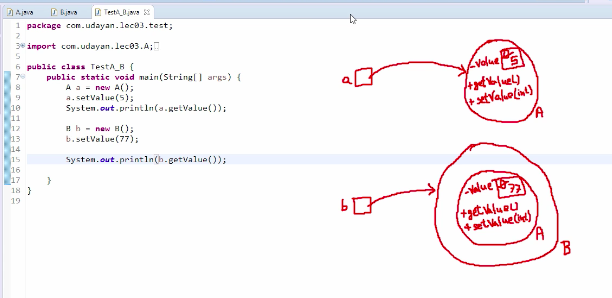 A.java B.java TestA_B.java
1 package com.udayan.lec03.test;
2
3 import com.udayan.lec03.A;
5
6 public class TestA_B {
7 public static void main(String[] args) {
8 A a = new A();
9 a.setValue(5);
10 System.out.println(a.getValue());
11
12 B b = new B();
13 b.setValue(77);
14
15 System.out.println(b.getValue());
16
17 }
18 }
19
a
-value 5
+getValue()
+setValue(int)
A
b
-value 77
+getValue()
+setValue(int)
A
B